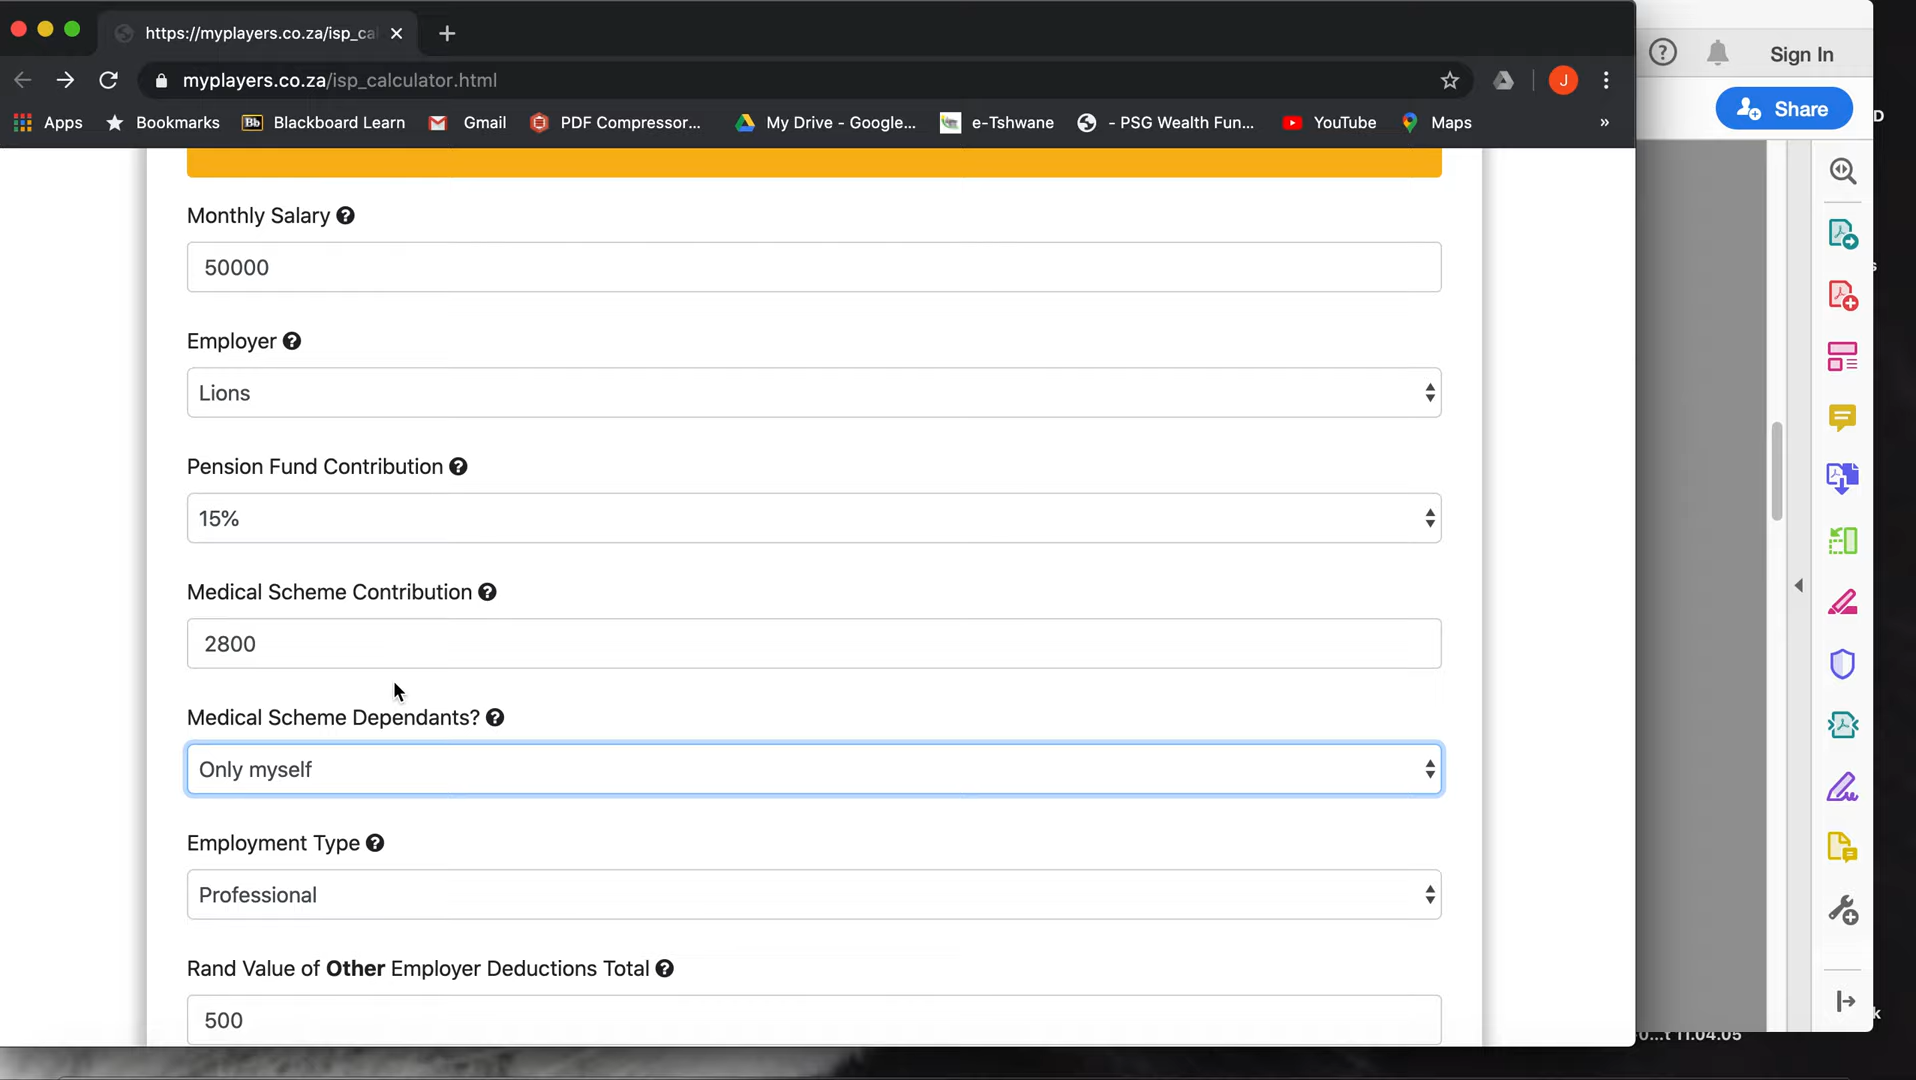 https://myplayers.co.za/isp_ca
Sign In
myplayers.co.za/isp_calculator.html
J
Share
Apps
Bookmarks
Bb
Blackboard Learn
Gmail
PDF Compressor...
My Drive - Google...
e-Tshwane
- PSG Wealth Fun...
YouTube
Maps
»
D
Monthly Salary ?
50000
Employer ?
Lions
Pension Fund Contribution ?
15%
Medical Scheme Contribution ?
2800
Medical Scheme Dependants? ?
Only myself
Employment Type ?
Professional
Rand Value of Other Employer Deductions Total ?
500